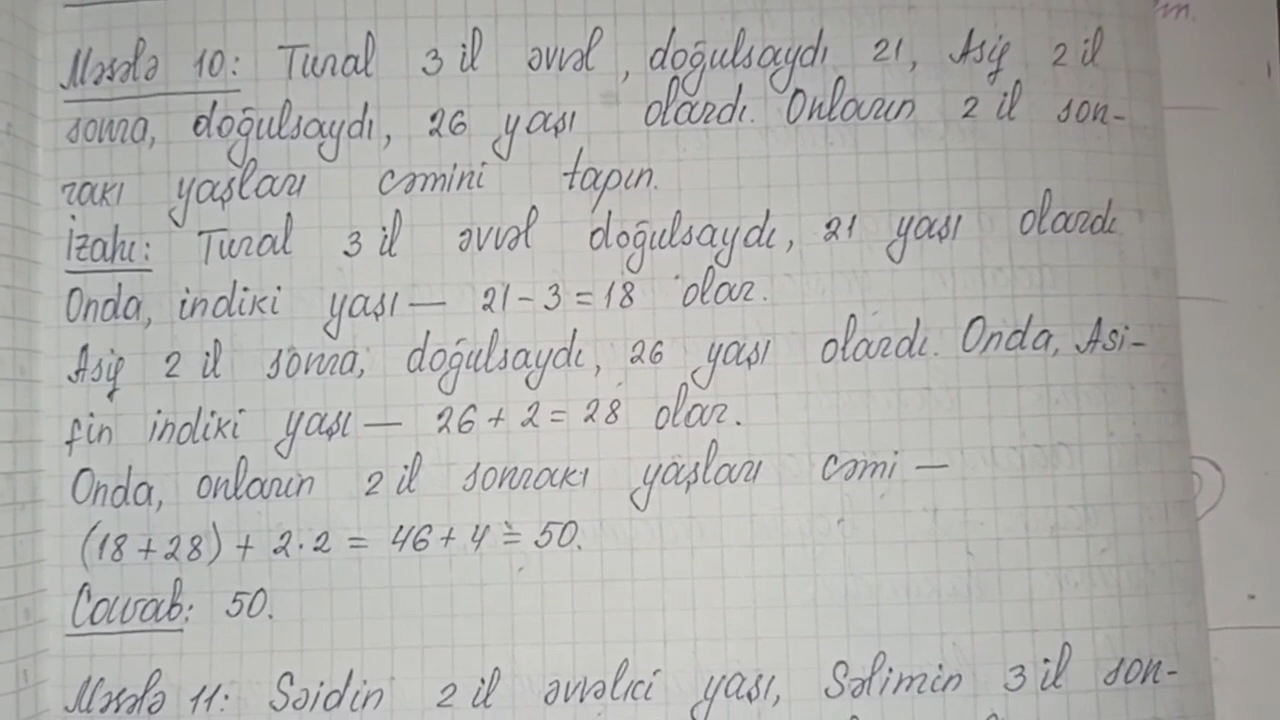 m.
Məsələ 10: Tural 3 il əvvəl, doğulsaydı 21, Asif 2 il
sonra, doğulsaydı, 26 yaşı olardı. Onların 2 il son-
rakı yaşları cəmini tapın.
İzahı: Tural 3 il əvvəl doğulsaydı, 21 yaşı olardı
Onda, indiki yaşı — 21 - 3 = 18 olar.
Asif 2 il sonra, doğulsaydı, 26 yaşı olardı. Onda, Asi-
fin indiki yaşı — 26 + 2 = 28 olar.
Onda, onların 2 il sonrakı yaşları cəmi —
(18 + 28) + 2·2 = 46 + 4 = 50.
Cavab: 50.
Məsələ 11: Səidin 2 il əvvəlki yaşı, Səlimin 3 il son-